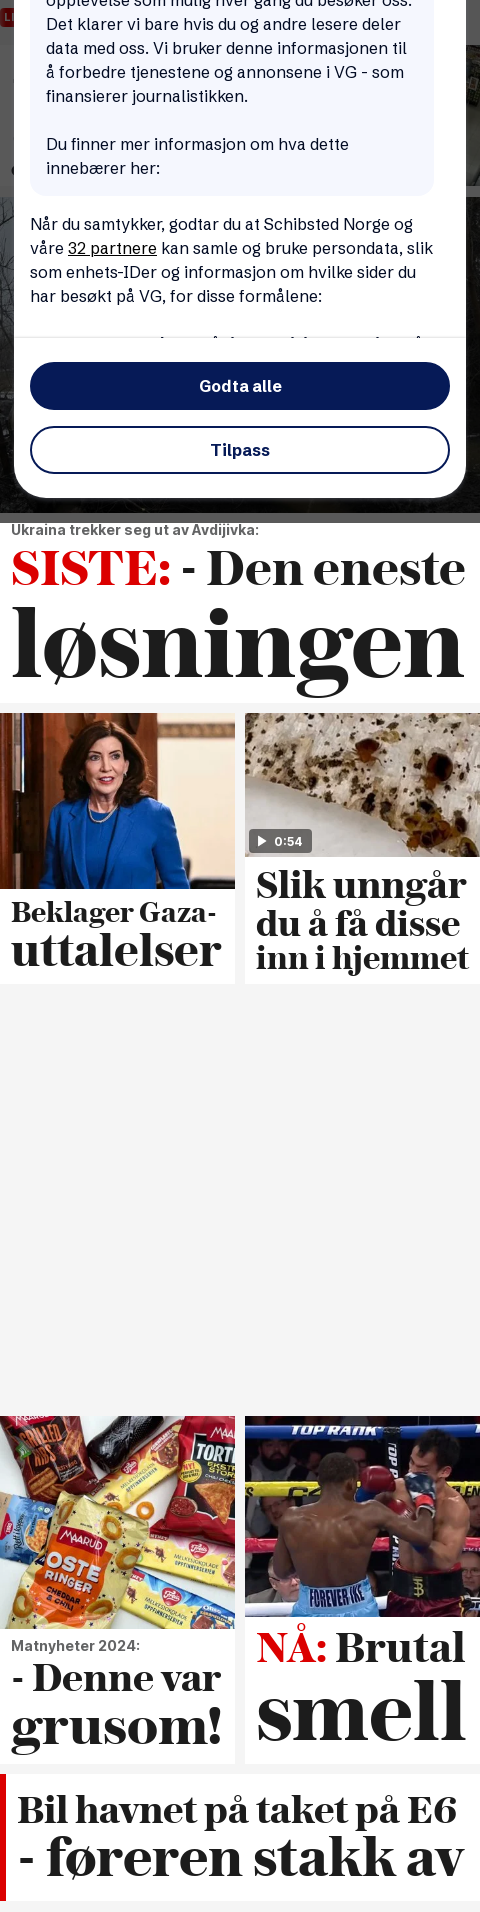 opplevelse som mulig hver gang du besøker oss.
Det klarer vi bare hvis du og andre lesere deler
data med oss. Vi bruker denne informasjonen til
å forbedre tjenestene og annonsene i VG - som
finansierer journalistikken.
Du finner mer informasjon om hva dette
innebærer her:
Når du samtykker, godtar du at Schibsted Norge og
våre 32 partnere kan samle og bruke persondata, slik
som enhets-IDer og informasjon om hvilke sider du
har besøkt på VG, for disse formålene:
Godta alle
Tilpass
Ukraina trekker seg ut av Avdijivka:
SISTE: - Den eneste
løsningen
0:54
Beklager Gaza-
uttalelser
Slik unngår
du å få disse
inn i hjemmet
MAARUD
OSTE
RINGER
CHEDDAR
& CHILI
TOP RANK
FOREVER IKE
Matnyheter 2024:
- Denne var
grusom!
NÅ: Brutal
smell
Bil havnet på taket på E6
- føreren stakk av